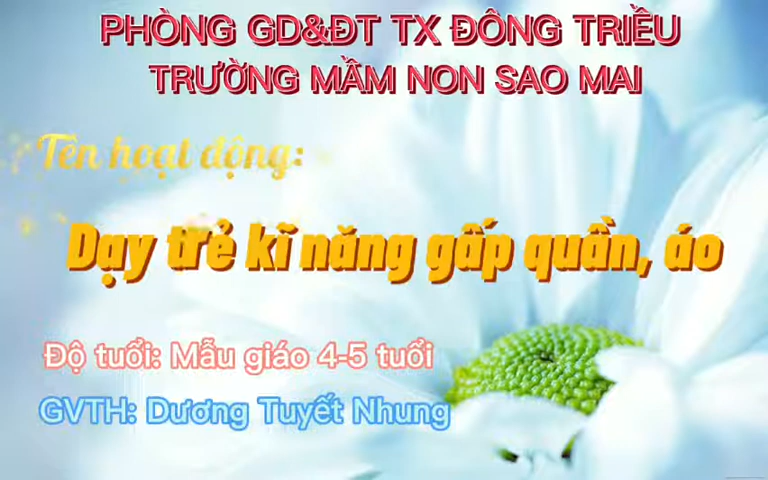 PHÒNG GD&ĐT TX ĐÔNG TRIỀU
TRƯỜNG MẦM NON SAO MAI
Tên hoạt động:
Dạy trẻ kĩ năng gấp quần, áo
Độ tuổi: Mẫu giáo 4-5 tuổi
GVTH: Dương Tuyết Nhung